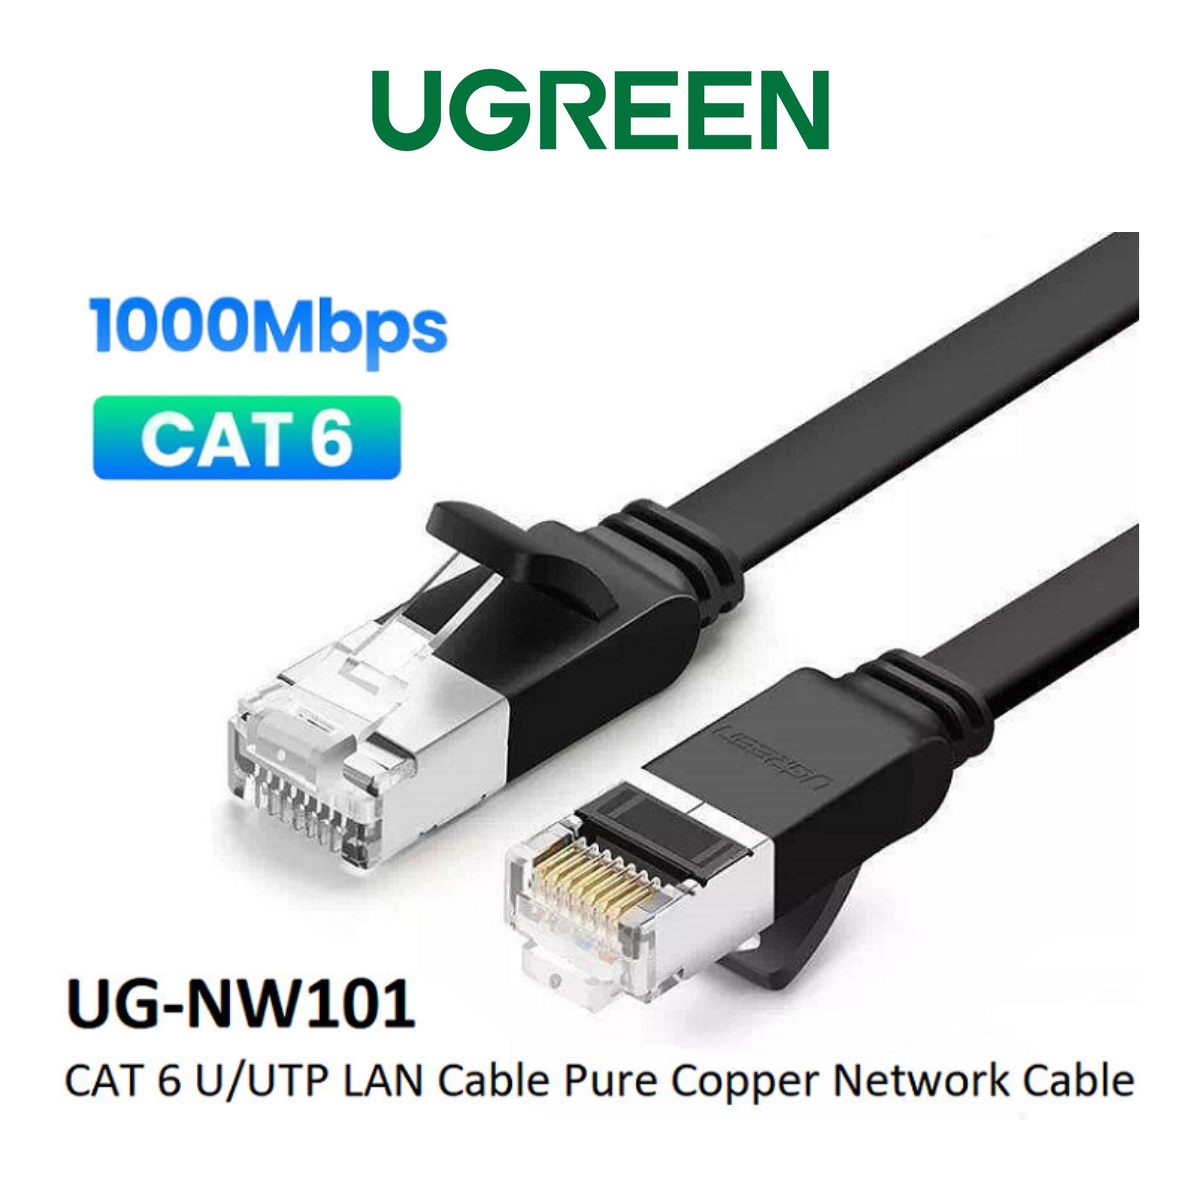 UGREEN
1000Mbps
CAT 6
UGREEN
UG-NW101
CAT 6 U/UTP LAN Cable Pure Copper Network Cable